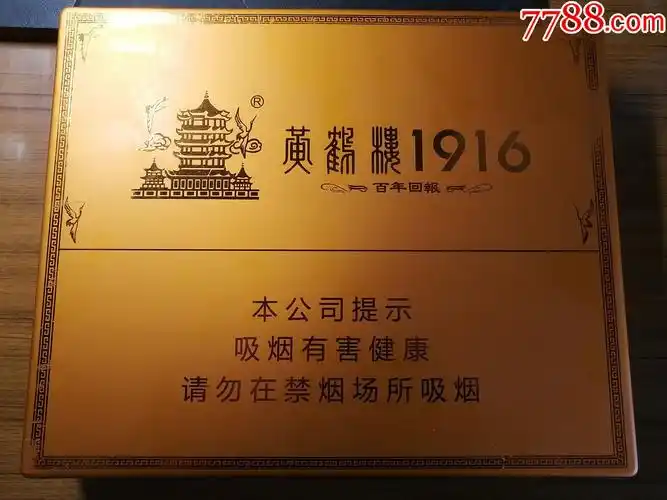 7788.com
®
黄鹤楼1916
百年回報
本公司提示
吸烟有害健康
请勿在禁烟场所吸烟